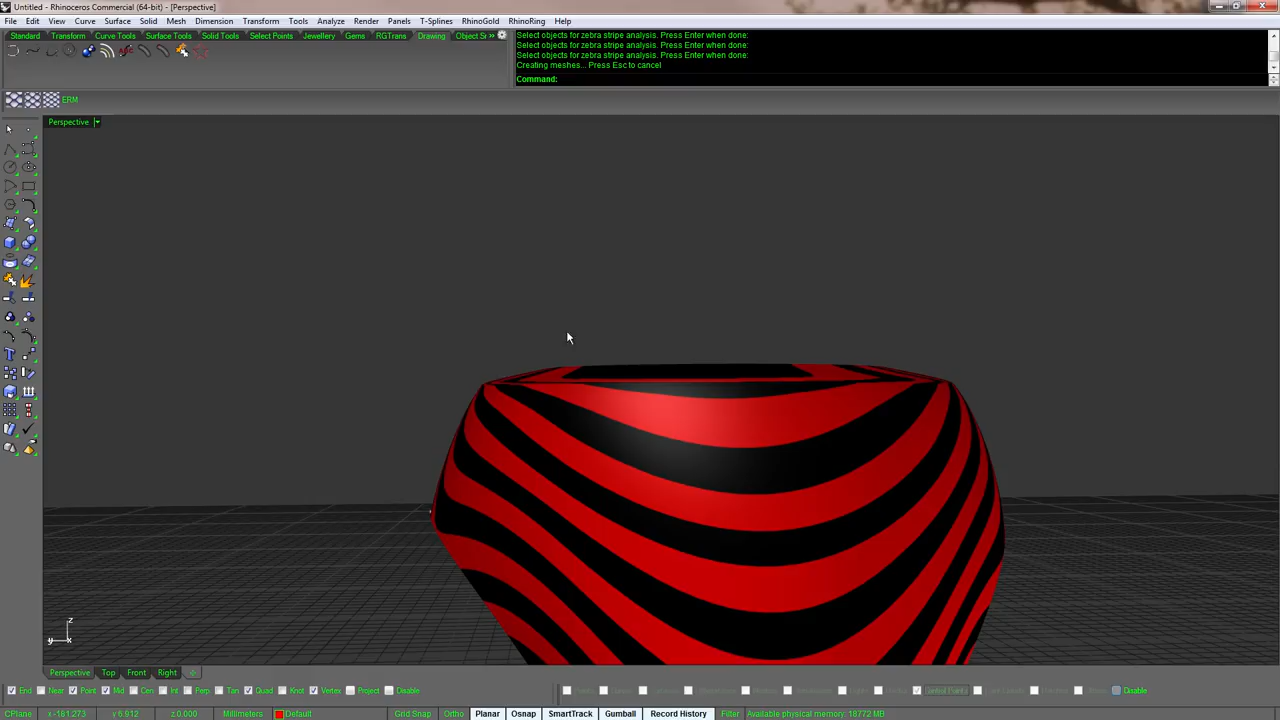 Untitled - Rhinoceros Commercial (64-bit) - [Perspective]
File Edit View Curve Surface Solid Mesh Dimension Transform Tools Analyze Render Panels T-Splines RhinoGold RhinoRing Help
Standard Transform Curve Tools Surface Tools Solid Tools Select Points Jewellery Gems RGTrans Drawing Object Sn »
Select objects for zebra stripe analysis. Press Enter when done:
Select objects for zebra stripe analysis. Press Enter when done:
Select objects for zebra stripe analysis. Press Enter when done:
Creating meshes... Press Esc to cancel
Command:
ERM
Perspective
z
y x
Perspective Top Front Right
End Near Point Mid Cen Int Perp Tan Quad Knot Vertex Project Disable
Disable
CPlane x-181.273 y 6.912 z 0.000 Millimeters Default Grid Snap Ortho Planar Osnap SmartTrack Gumball Record History Filter Available physical memory: 18772 MB